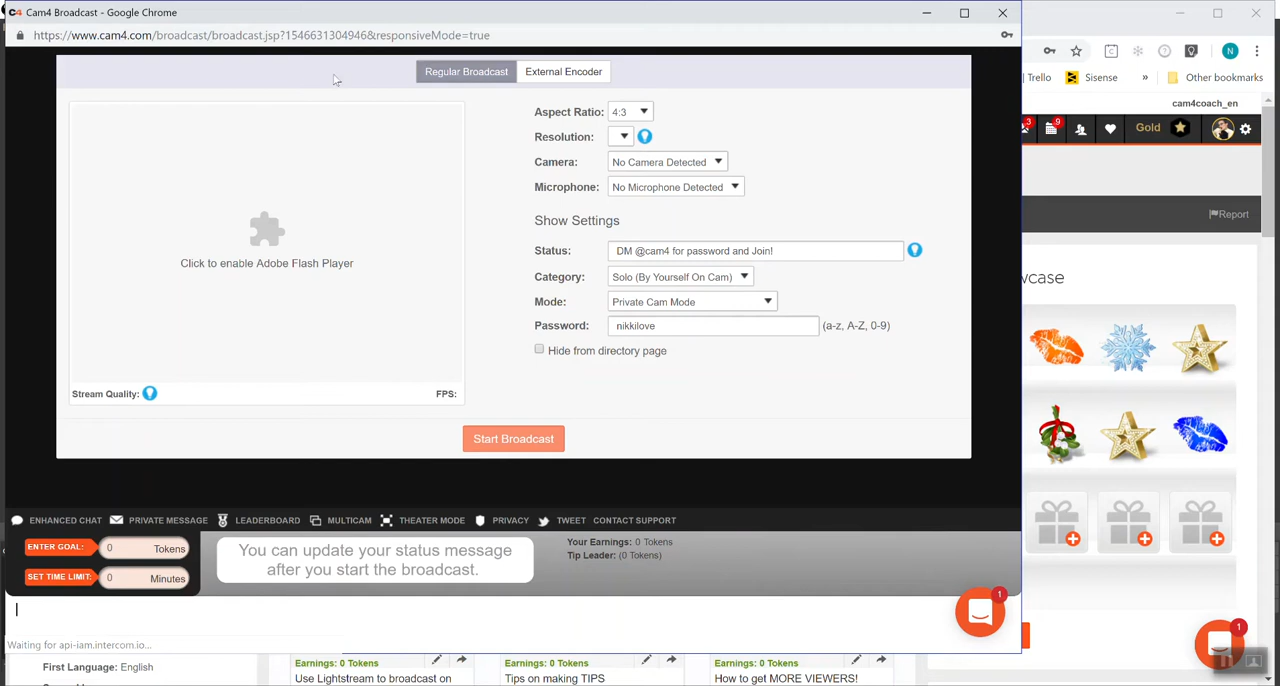 C4 Cam4 Broadcast - Google Chrome
https://www.cam4.com/broadcast/broadcast.jsp?1546631304946&responsiveMode=true
N
Trello Sisense » Other bookmarks
cam4coach_en
3 -9 Gold
Report
wcase
Regular Broadcast External Encoder
Click to enable Adobe Flash Player
Stream Quality: FPS:
Aspect Ratio: 4:3
Resolution:
Camera: No Camera Detected
Microphone: No Microphone Detected
Show Settings
Status: DM @cam4 for password and Join!
Category: Solo (By Yourself On Cam)
Mode: Private Cam Mode
Password: nikkilove (a-z, A-Z, 0-9)
Hide from directory page
Start Broadcast
ENHANCED CHAT PRIVATE MESSAGE LEADERBOARD MULTICAM THEATER MODE PRIVACY TWEET CONTACT SUPPORT
ENTER GOAL: 0 Tokens
SET TIME LIMIT: 0 Minutes
You can update your status message
after you start the broadcast.
Your Earnings: 0 Tokens
Tip Leader: (0 Tokens)
1
1
Waiting for api-iam.intercom.io...
First Language: English
Earnings: 0 Tokens Earnings: 0 Tokens Earnings: 0 Tokens
Use Lightstream to broadcast on Tips on making TIPS How to get MORE VIEWERS!